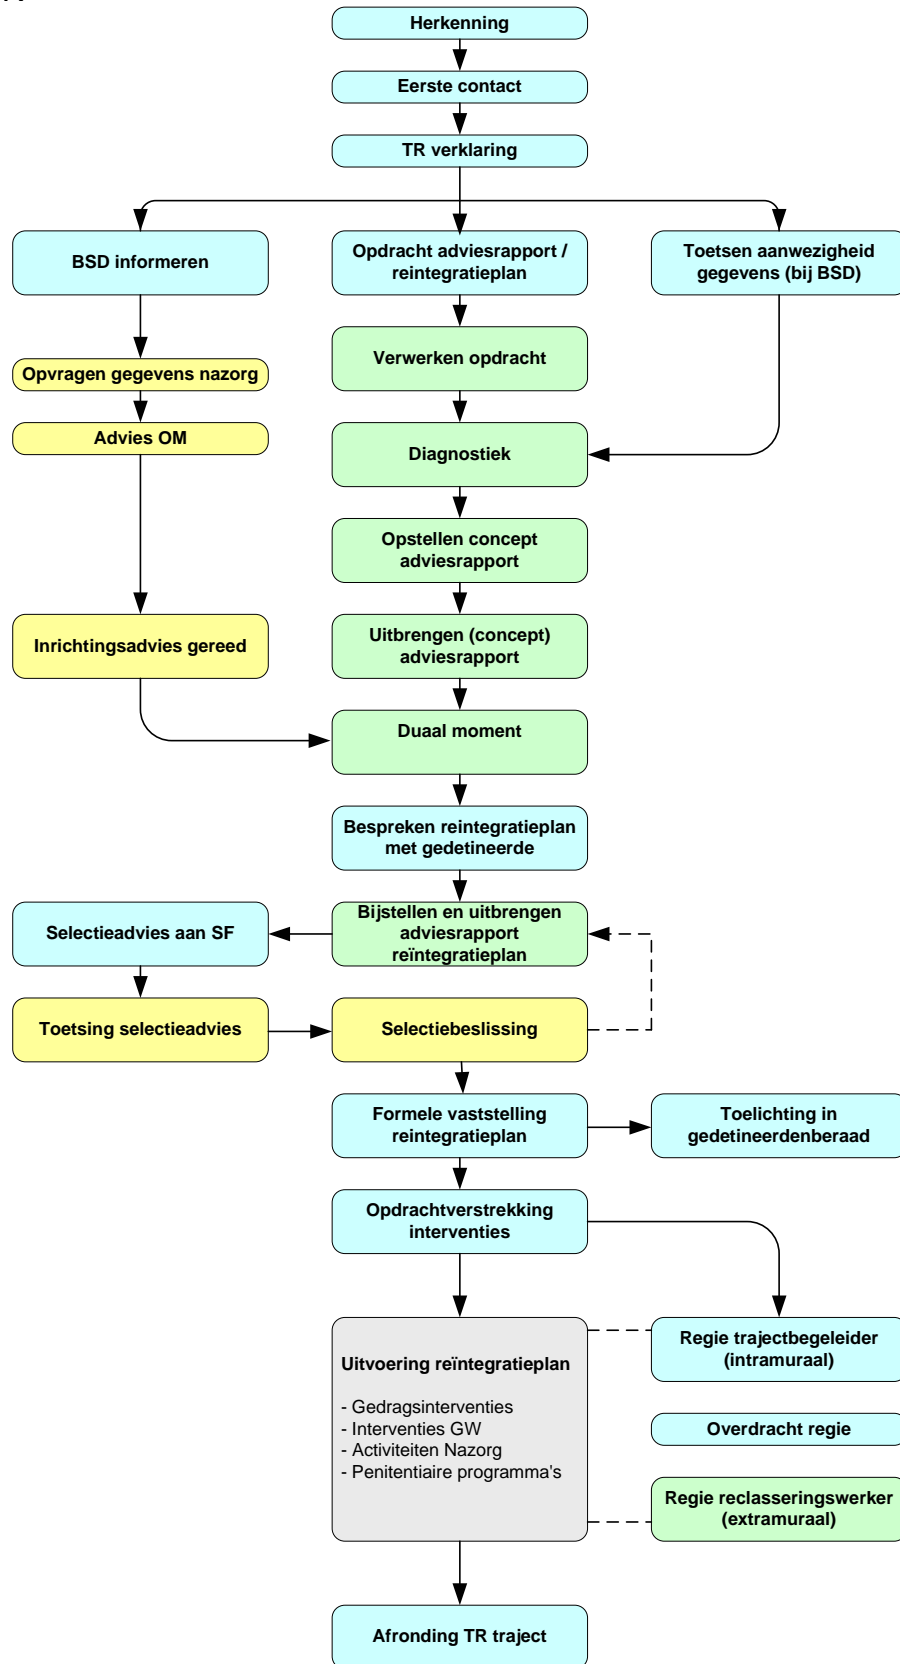 Herkenning
Eerste contact
TR verklaring
BSD informeren
Opdracht adviesrapport /
reintegratieplan
Toetsen aanwezigheid
gegevens (bij BSD)
Verwerken opdracht
Opvragen gegevens nazorg
Advies OM
Diagnostiek
Opstellen concept
adviesrapport
Inrichtingsadvies gereed
Uitbrengen (concept)
adviesrapport
Duaal moment
Bespreken reintegratieplan
met gedetineerde
Selectieadvies aan SF
Bijstellen en uitbrengen
adviesrapport
reïntegratieplan
Toetsing selectieadvies
Selectiebeslissing
Formele vaststelling
reintegratieplan
Toelichting in
gedetineerdenberaad
Opdrachtverstrekking
interventies
Uitvoering reïntegratieplan
- Gedragsinterventies
- Interventies GW
- Activiteiten Nazorg
- Penitentiaire programma's
Regie trajectbegeleider
(intramuraal)
Overdracht regie
Regie reclasseringswerker
(extramuraal)
Afronding TR traject